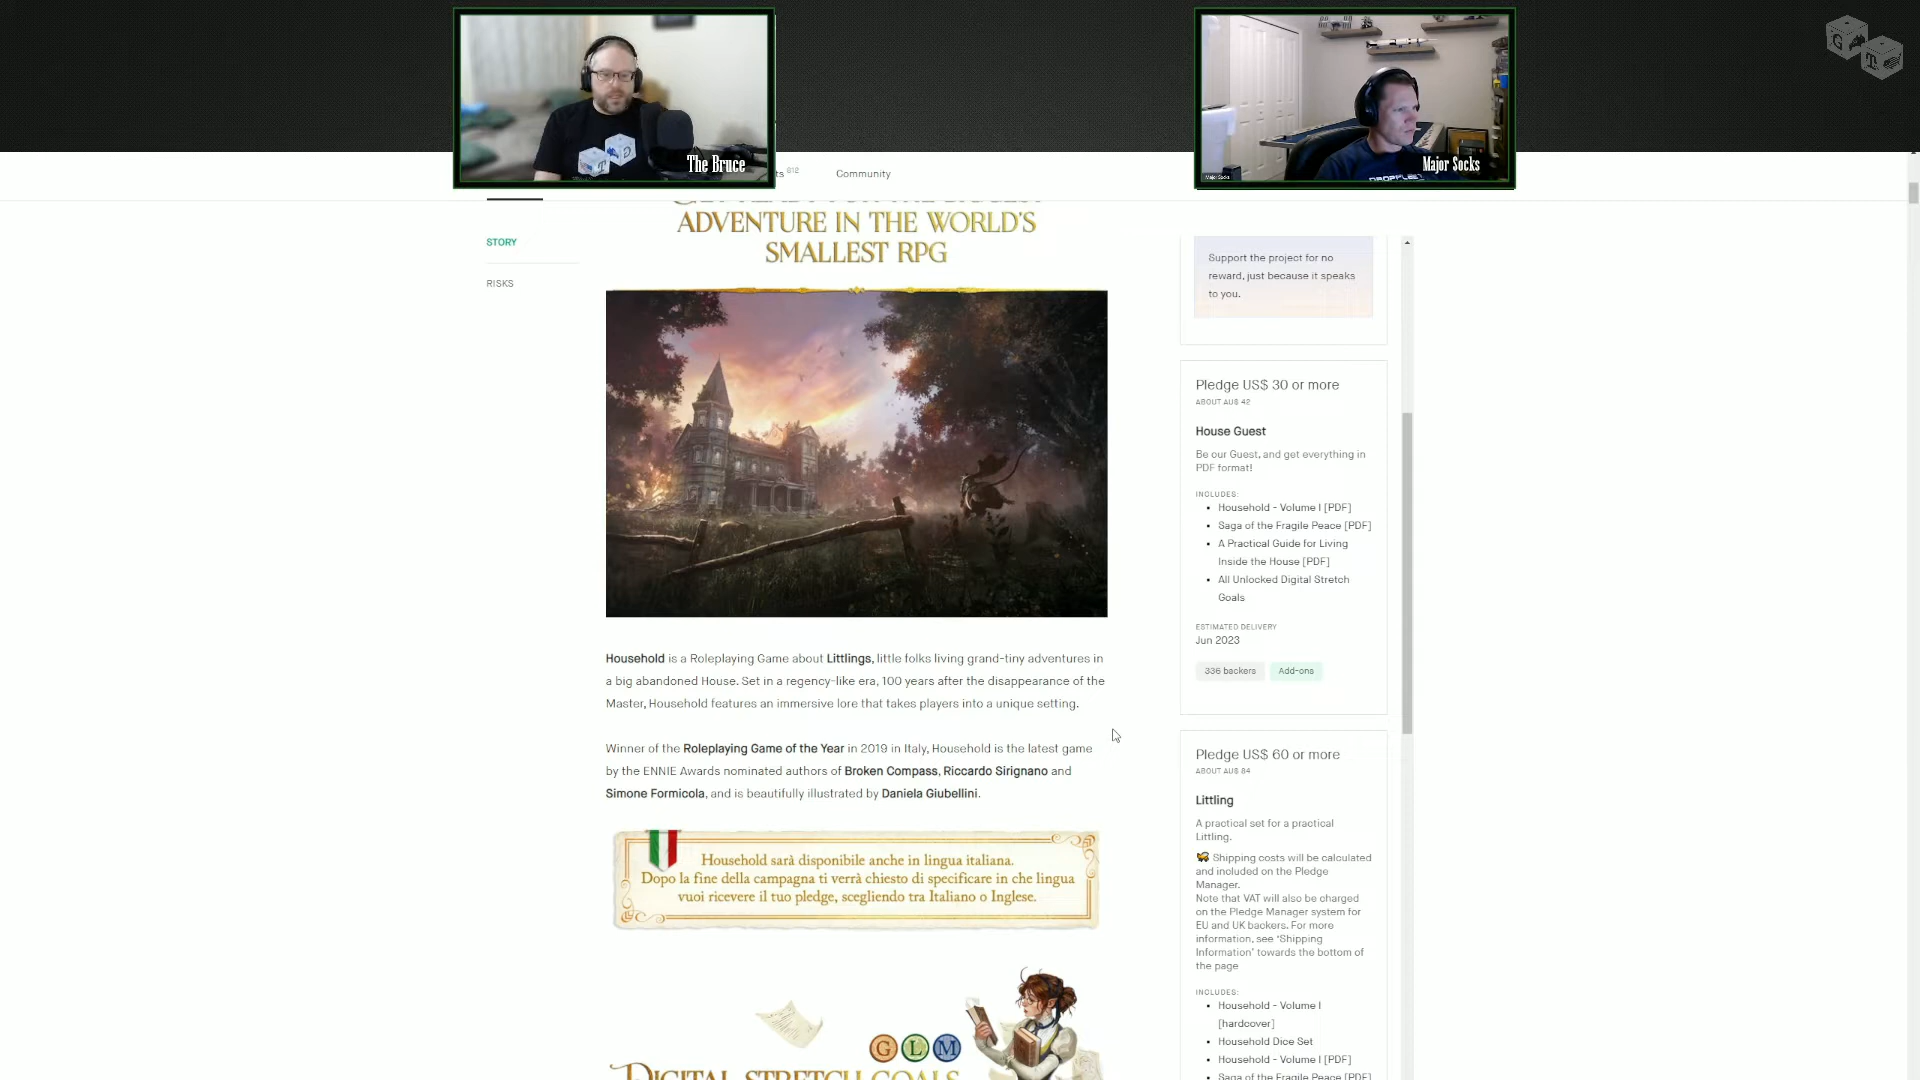 The Bruce
Major Socks
Major Socks
G
T
ts 812
Community
STORY
RISKS
ADVENTURE IN THE WORLD'S
SMALLEST RPG
Household is a Roleplaying Game about Littlings, little folks living grand-tiny adventures in
a big abandoned House. Set in a regency-like era, 100 years after the disappearance of the
Master, Household features an immersive lore that takes players into a unique setting.
Winner of the Roleplaying Game of the Year in 2019 in Italy, Household is the latest game
by the ENNIE Awards nominated authors of Broken Compass, Riccardo Sirignano and
Simone Formicola, and is beautifully illustrated by Daniela Giubellini.
Household sarà disponibile anche in lingua italiana.
Dopo la fine della campagna ti verrà chiesto di specificare in che lingua
vuoi ricevere il tuo pledge, scegliendo tra Italiano o Inglese.
G L M
DIGITAL STRETCH GOALS
Support the project for no
reward, just because it speaks
to you.
Pledge US$ 30 or more
ABOUT AU$ 42
House Guest
Be our Guest, and get everything in
PDF format!
INCLUDES:
• Household - Volume I [PDF]
• Saga of the Fragile Peace [PDF]
• A Practical Guide for Living
Inside the House [PDF]
• All Unlocked Digital Stretch
Goals
ESTIMATED DELIVERY
Jun 2023
336 backers Add-ons
Pledge US$ 60 or more
ABOUT AU$ 84
Littling
A practical set for a practical
Littling.
Shipping costs will be calculated
and included on the Pledge
Manager.
Note that VAT will also be charged
on the Pledge Manager system for
EU and UK backers. For more
information, see 'Shipping
Information' towards the bottom of
the page
INCLUDES:
• Household - Volume I
[hardcover]
• Household Dice Set
• Household - Volume I [PDF]
• Saga of the Fragile Peace [PDF]